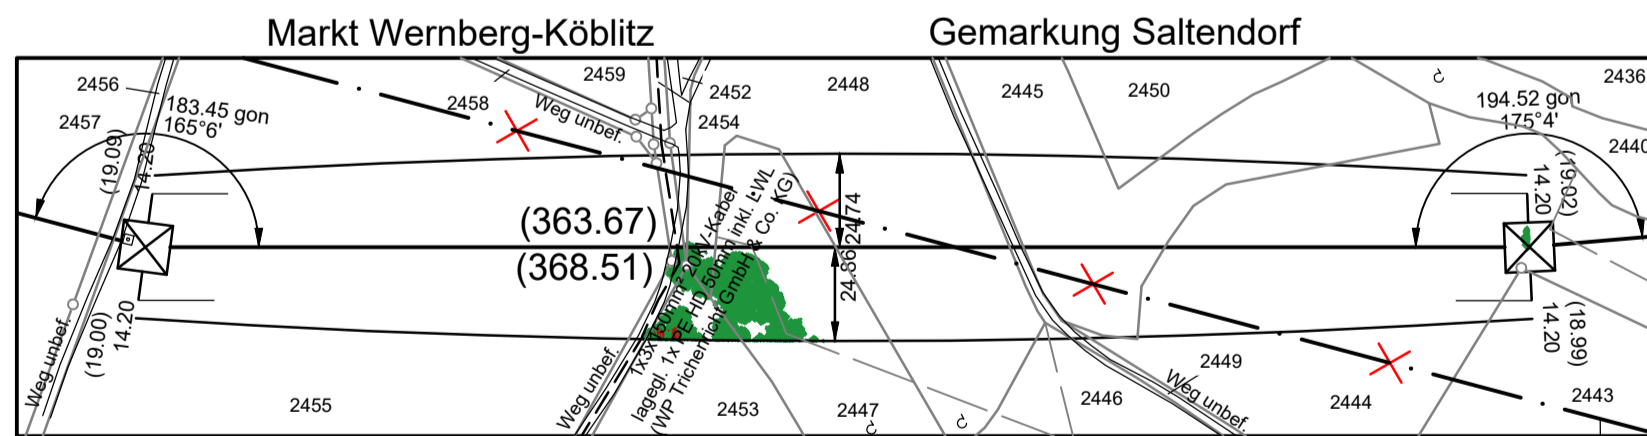 Markt Wernberg-Köblitz
Gemarkung Saltendorf
2456
2457
183.45 gon
165°6'
2458
2459
Weg unbef.
2452
2454
2448
2445
2450
2436
194.52 gon
175°4'
2440
(19.09)
14.20
(363.67)
(368.51)
24.74
24.86
14.20
(19.02)
1x3x150mm² 20kV-Kabel
lagegl. 1x PE HD 50mm inkl. LWL
(WP Trichenricht GmbH & Co. KG)
Weg unbef.
(19.00)
14.20
2455
Weg unbef.
2453
2447
2446
2449
Weg unbef.
2444
2443
14.20
(18.99)